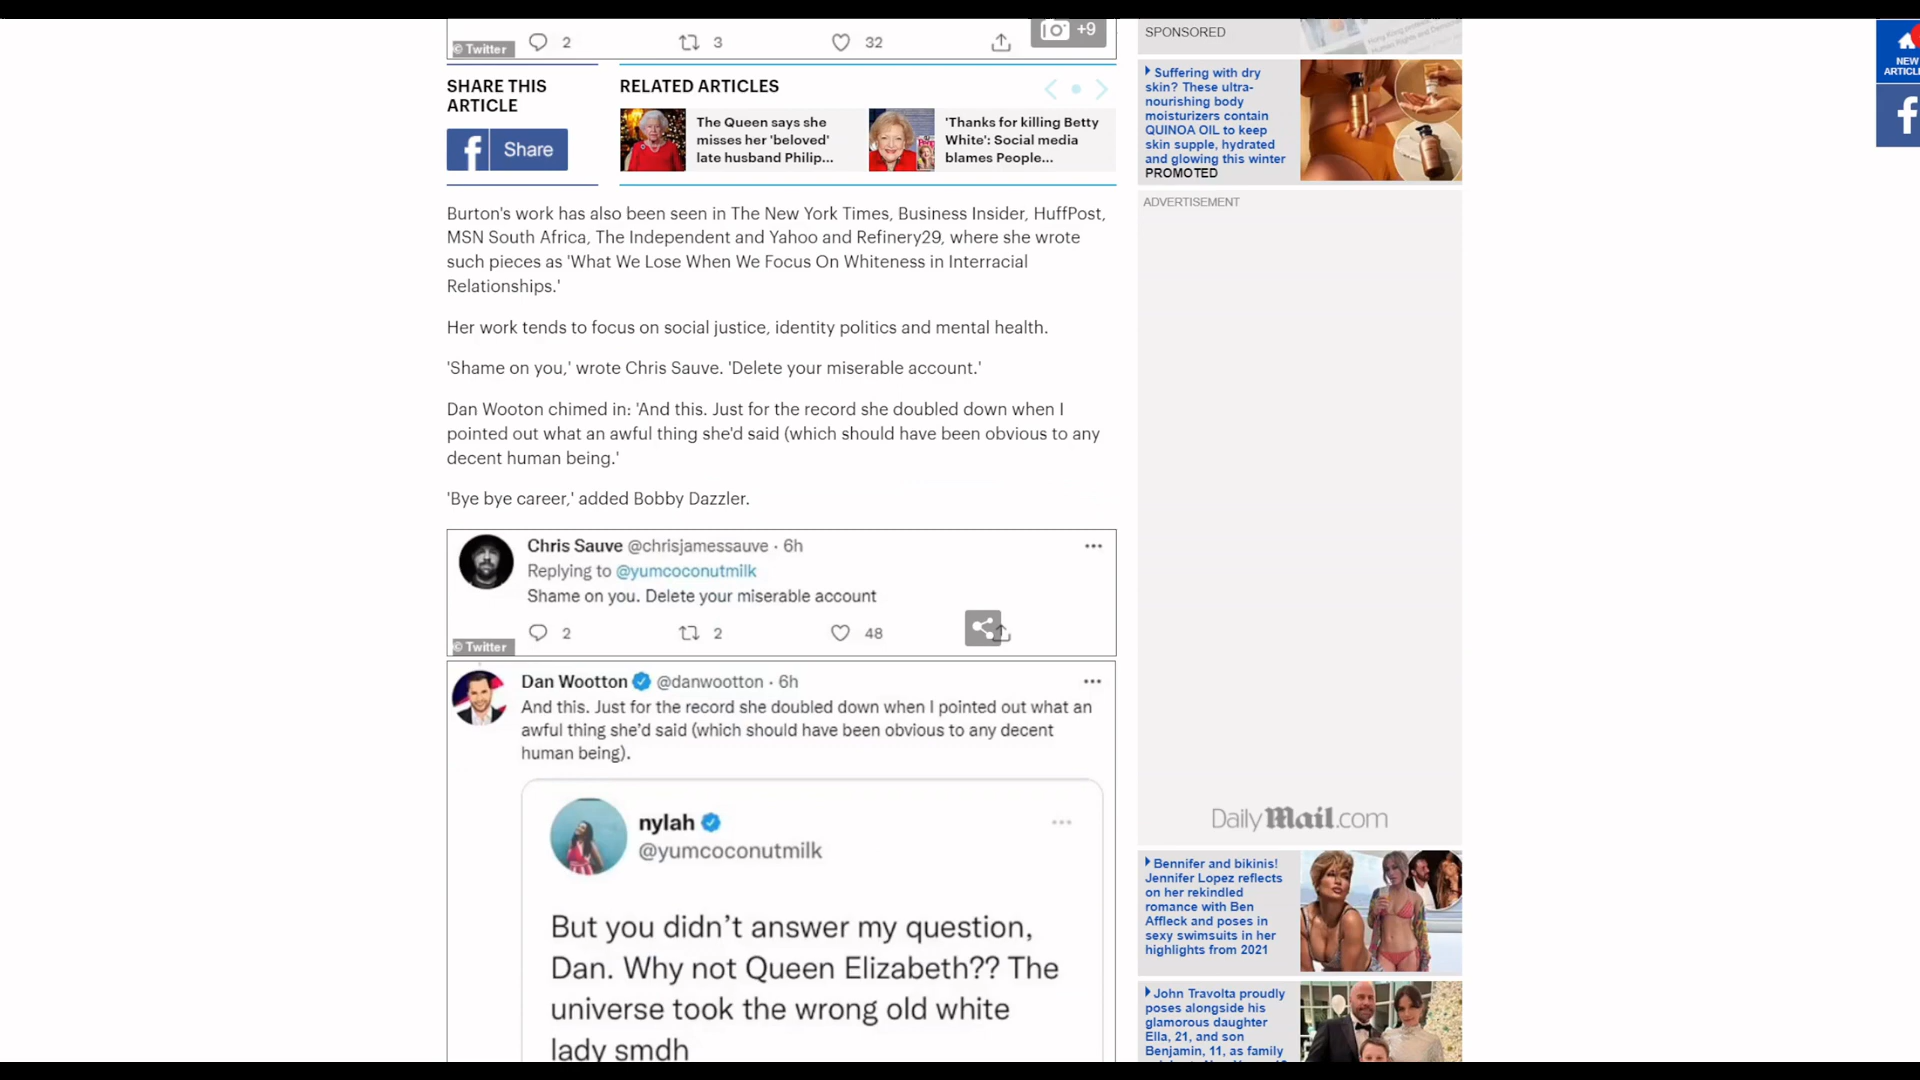 © Twitter
2
3
32
+9
SHARE THIS
ARTICLE
f Share
RELATED ARTICLES
The Queen says she
misses her 'beloved'
late husband Philip...
'Thanks for killing Betty
White': Social media
blames People...
Burton's work has also been seen in The New York Times, Business Insider, HuffPost,
MSN South Africa, The Independent and Yahoo and Refinery29, where she wrote
such pieces as 'What We Lose When We Focus On Whiteness in Interracial
Relationships.'
Her work tends to focus on social justice, identity politics and mental health.
'Shame on you,' wrote Chris Sauve. 'Delete your miserable account.'
Dan Wooton chimed in: 'And this. Just for the record she doubled down when I
pointed out what an awful thing she'd said (which should have been obvious to any
decent human being.'
'Bye bye career,' added Bobby Dazzler.
Chris Sauve @chrisjamessauve · 6h
Replying to @yumcoconutmilk
Shame on you. Delete your miserable account
2
2
48
© Twitter
Dan Wootton @danwootton · 6h
And this. Just for the record she doubled down when I pointed out what an
awful thing she'd said (which should have been obvious to any decent
human being).
nylah
@yumcoconutmilk
But you didn't answer my question,
Dan. Why not Queen Elizabeth?? The
universe took the wrong old white
lady smdh
SPONSORED
Suffering with dry
skin? These ultra-
nourishing body
moisturizers contain
QUINOA OIL to keep
skin supple, hydrated
and glowing this winter
PROMOTED
ADVERTISEMENT
DailyMail.com
Bennifer and bikinis!
Jennifer Lopez reflects
on her rekindled
romance with Ben
Affleck and poses in
sexy swimsuits in her
highlights from 2021
John Travolta proudly
poses alongside his
glamorous daughter
Ella, 21, and son
Benjamin, 11, as family
NEW
ARTICLE
f